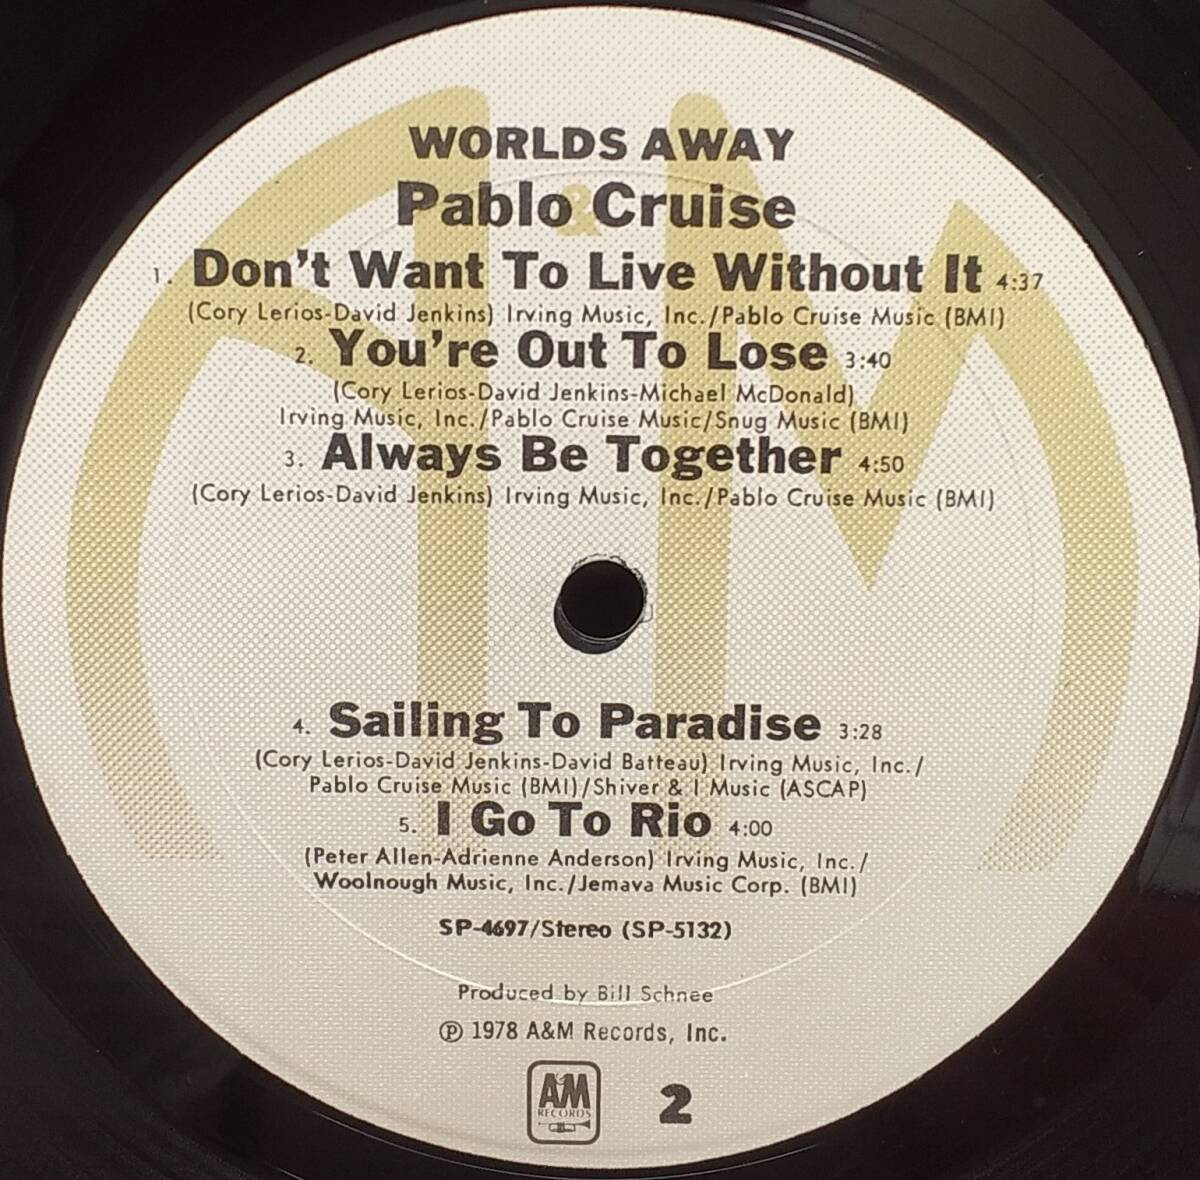 WORLDS AWAY
Pablo Cruise
1. Don't Want To Live Without It 4:37
(Cory Lerios-David Jenkins) Irving Music, Inc./Pablo Cruise Music (BMI)
2. You're Out To Lose 3:40
(Cory Lerios-David Jenkins-Michael McDonald)
Irving Music, Inc./Pablo Cruise Music/Snug Music (BMI)
3. Always Be Together 4:50
(Cory Lerios-David Jenkins) Irving Music, Inc./Pablo Cruise Music (BMI)
4. Sailing To Paradise 3:28
(Cory Lerios-David Jenkins-David Batteau) Irving Music, Inc./
Pablo Cruise Music (BMI)/Shiver & I Music (ASCAP)
5. I Go To Rio 4:00
(Peter Allen-Adrienne Anderson) Irving Music, Inc./
Woolnough Music, Inc./Jemava Music Corp. (BMI)
SP-4697/Stereo (SP-5132)
Produced by Bill Schnee
℗ 1978 A&M Records, Inc.
A&M
RECORDS
2